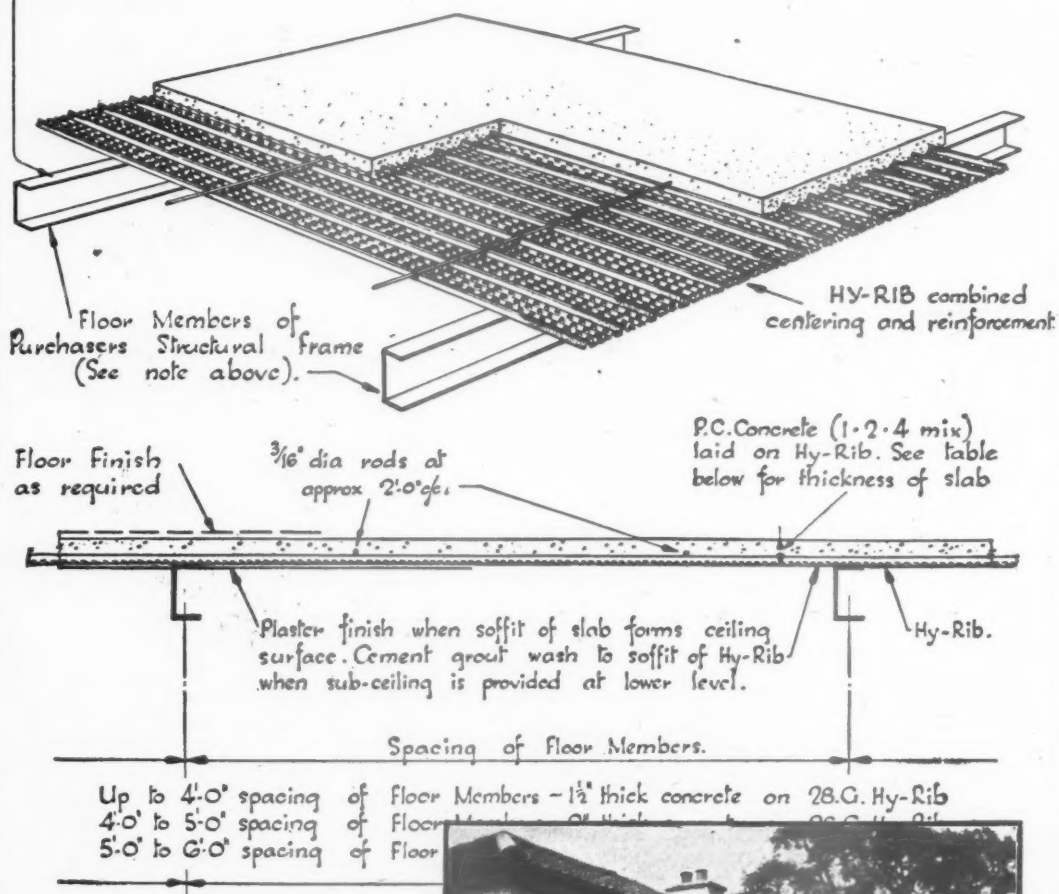 HY-RIB combined
centering and reinforcement
Floor Members of
Purchasers Structural frame
(See note above).
Floor Finish
as required
3/16" dia rods at
approx 2'.0" c/c.
P.C. Concrete (1·2·4 mix)
laid on Hy-Rib. See table
below for thickness of slab
Plaster finish when soffit of slab forms ceiling
surface. Cement grout wash to soffit of Hy-Rib
when sub-ceiling is provided at lower level.
Hy-Rib.
Spacing of Floor Members.
Up to 4'-0" spacing of Floor Members - 1½" thick concrete on 28.G. Hy-Rib
4'-0" to 5'-0" spacing of Floor
5'-0" to 6'-0" spacing of Floor